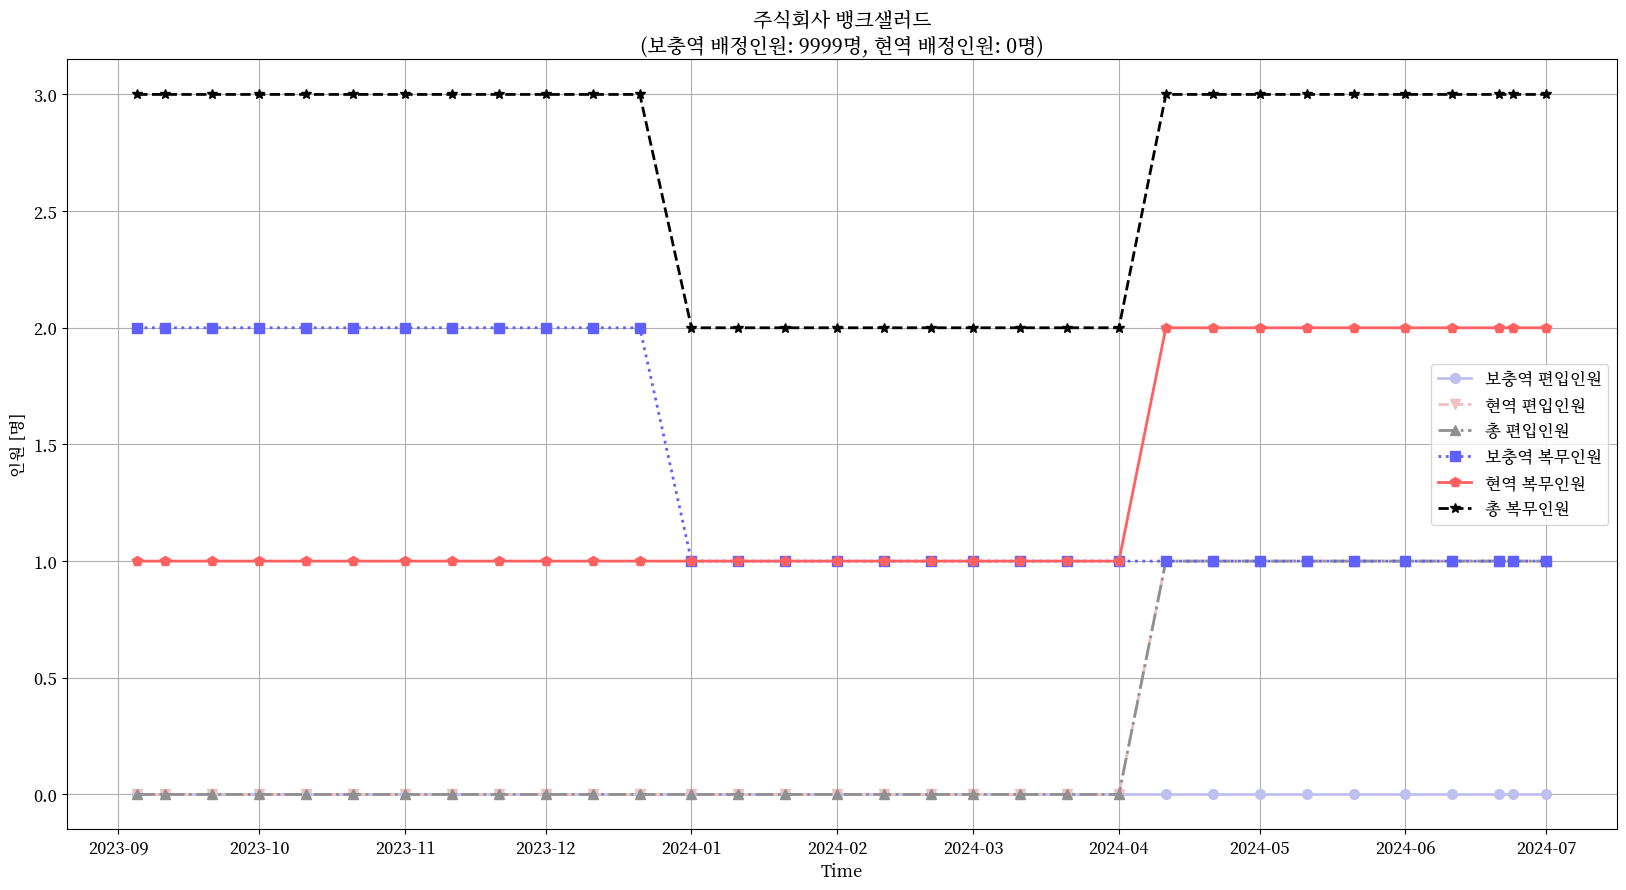 주식회사 뱅크샐러드
(보충역 배정인원: 9999명, 현역 배정인원: 0명)
3.0
2.5
2.0
1.5
1.0
0.5
0.0
인원 [명]
보충역 편입인원
현역 편입인원
총 편입인원
보충역 복무인원
현역 복무인원
총 복무인원
2023-09 2023-10 2023-11 2023-12 2024-01 2024-02 2024-03 2024-04 2024-05 2024-06 2024-07
Time